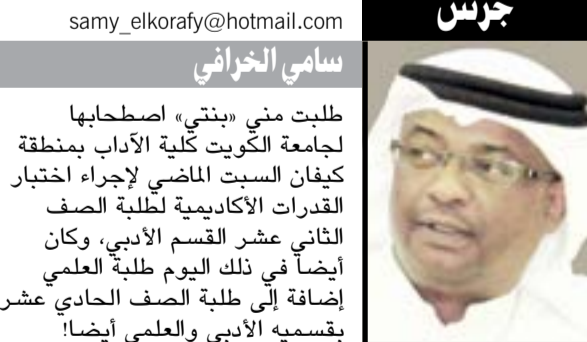 جرس
samy_elkorafy@hotmail.com
سامي الخرافي
طلبت مني «بنتي» اصطحابها
لجامعة الكويت كلية الآداب بمنطقة
كيفان السبت الماضي لإجراء اختبار
القدرات الأكاديمية لطلبة الصف
الثاني عشر القسم الأدبي، وكان
أيضا في ذلك اليوم طلبة العلمي
إضافة إلى طلبة الصف الحادي عشر
بقسميه الأدبي والعلمي أيضا!